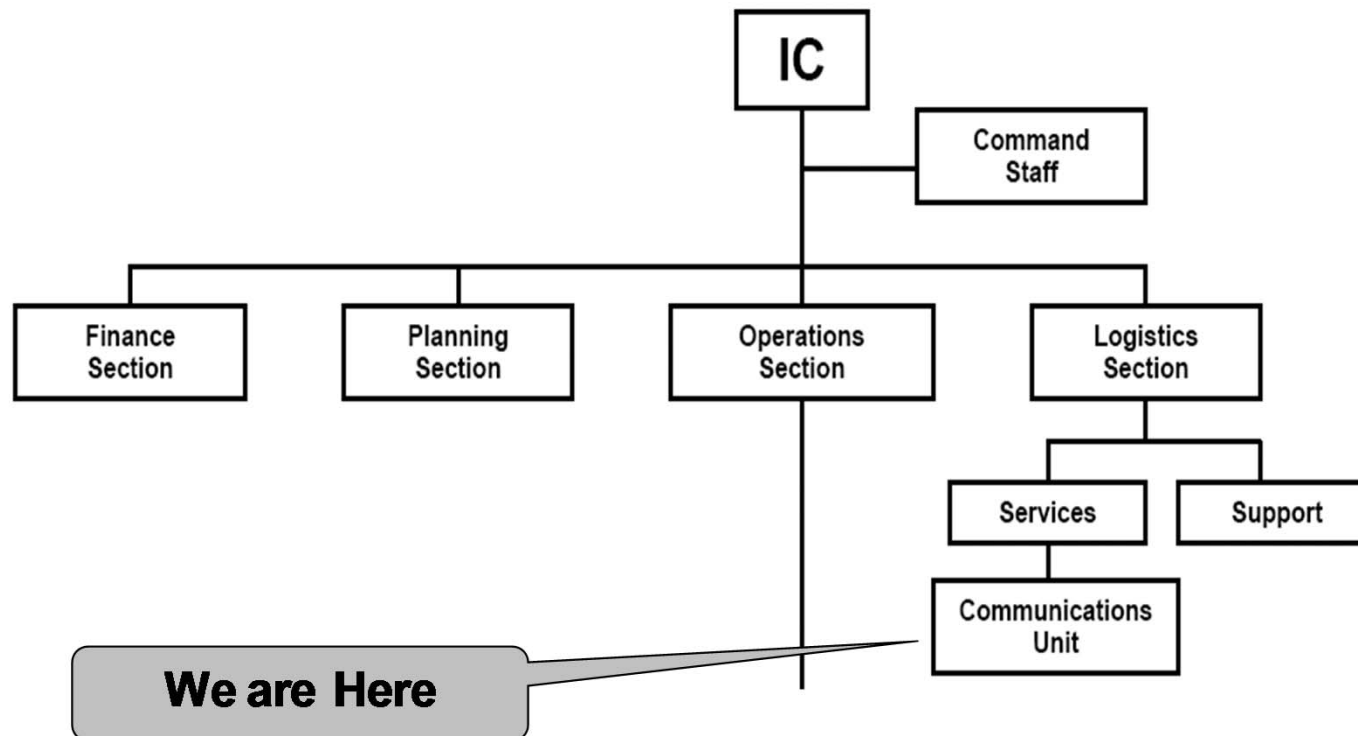 IC
Command
Staff
Finance
Section
Planning
Section
Operations
Section
Logistics
Section
Services
Support
Communications
Unit
We are Here